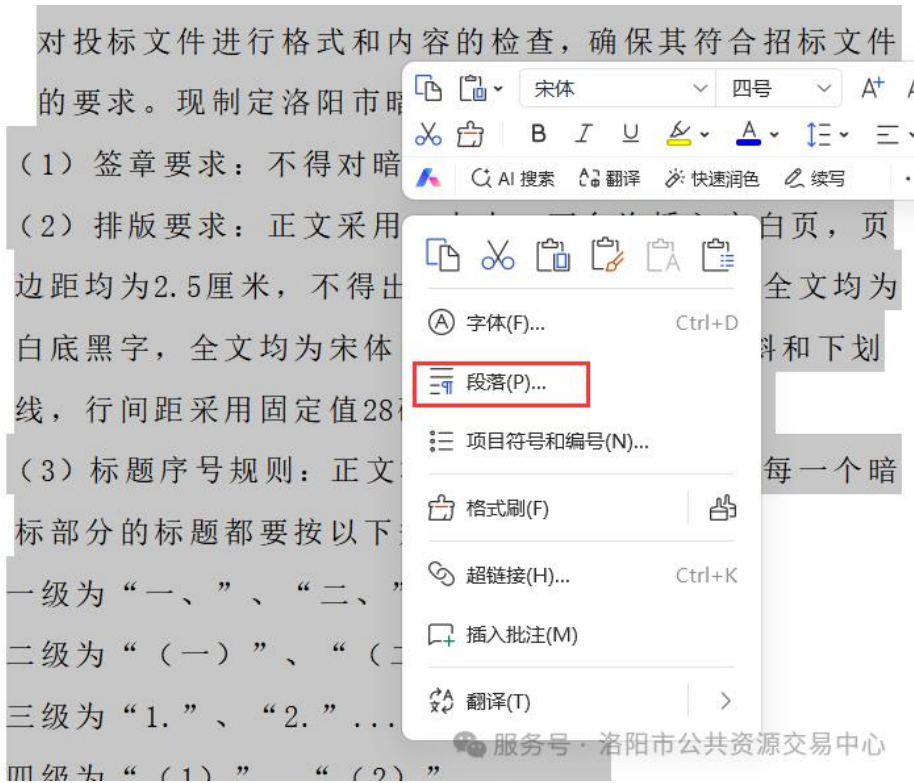 对投标文件进行格式和内容的检查，确保其符合招标文件
的要求。现制定洛阳市暗
（1）签章要求：不得对暗
（2）排版要求：正文采用
白页，页
边距均为2.5厘米，不得出
全文均为
白底黑字，全文均为宋体
和下划
线，行间距采用固定值28
（3）标题序号规则：正文
每一个暗
标部分的标题都要按以下
一级为“一、”、“二、”
二级为“（一）”、“（
三级为“1.”、“2.”...
四级为“（1）”、“（2）”
宋体
四号
A+
B I U A
AI 搜索 翻译 快速润色 续写
字体(F)... Ctrl+D
段落(P)...
项目符号和编号(N)...
格式刷(F)
超链接(H)... Ctrl+K
插入批注(M)
翻译(T)
服务号 · 洛阳市公共资源交易中心